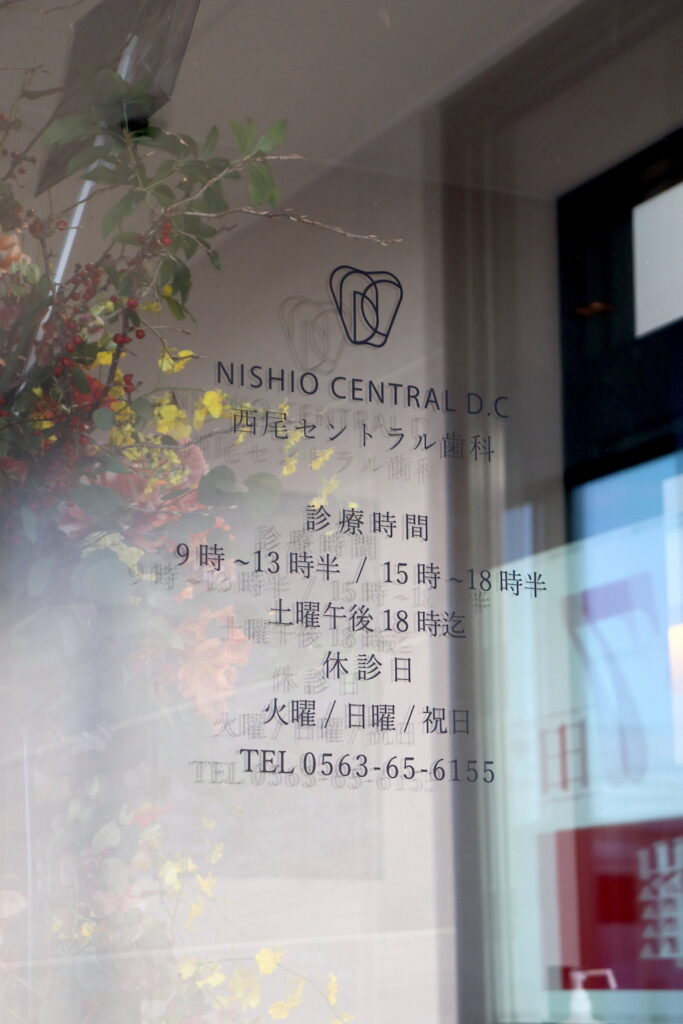 NISHIO CENTRAL D.C
西尾セントラル歯科
診療時間
9時~13時半 / 15時~18時半
土曜午後18時迄
休診日
火曜/日曜/祝日
TEL 0563-65-6155